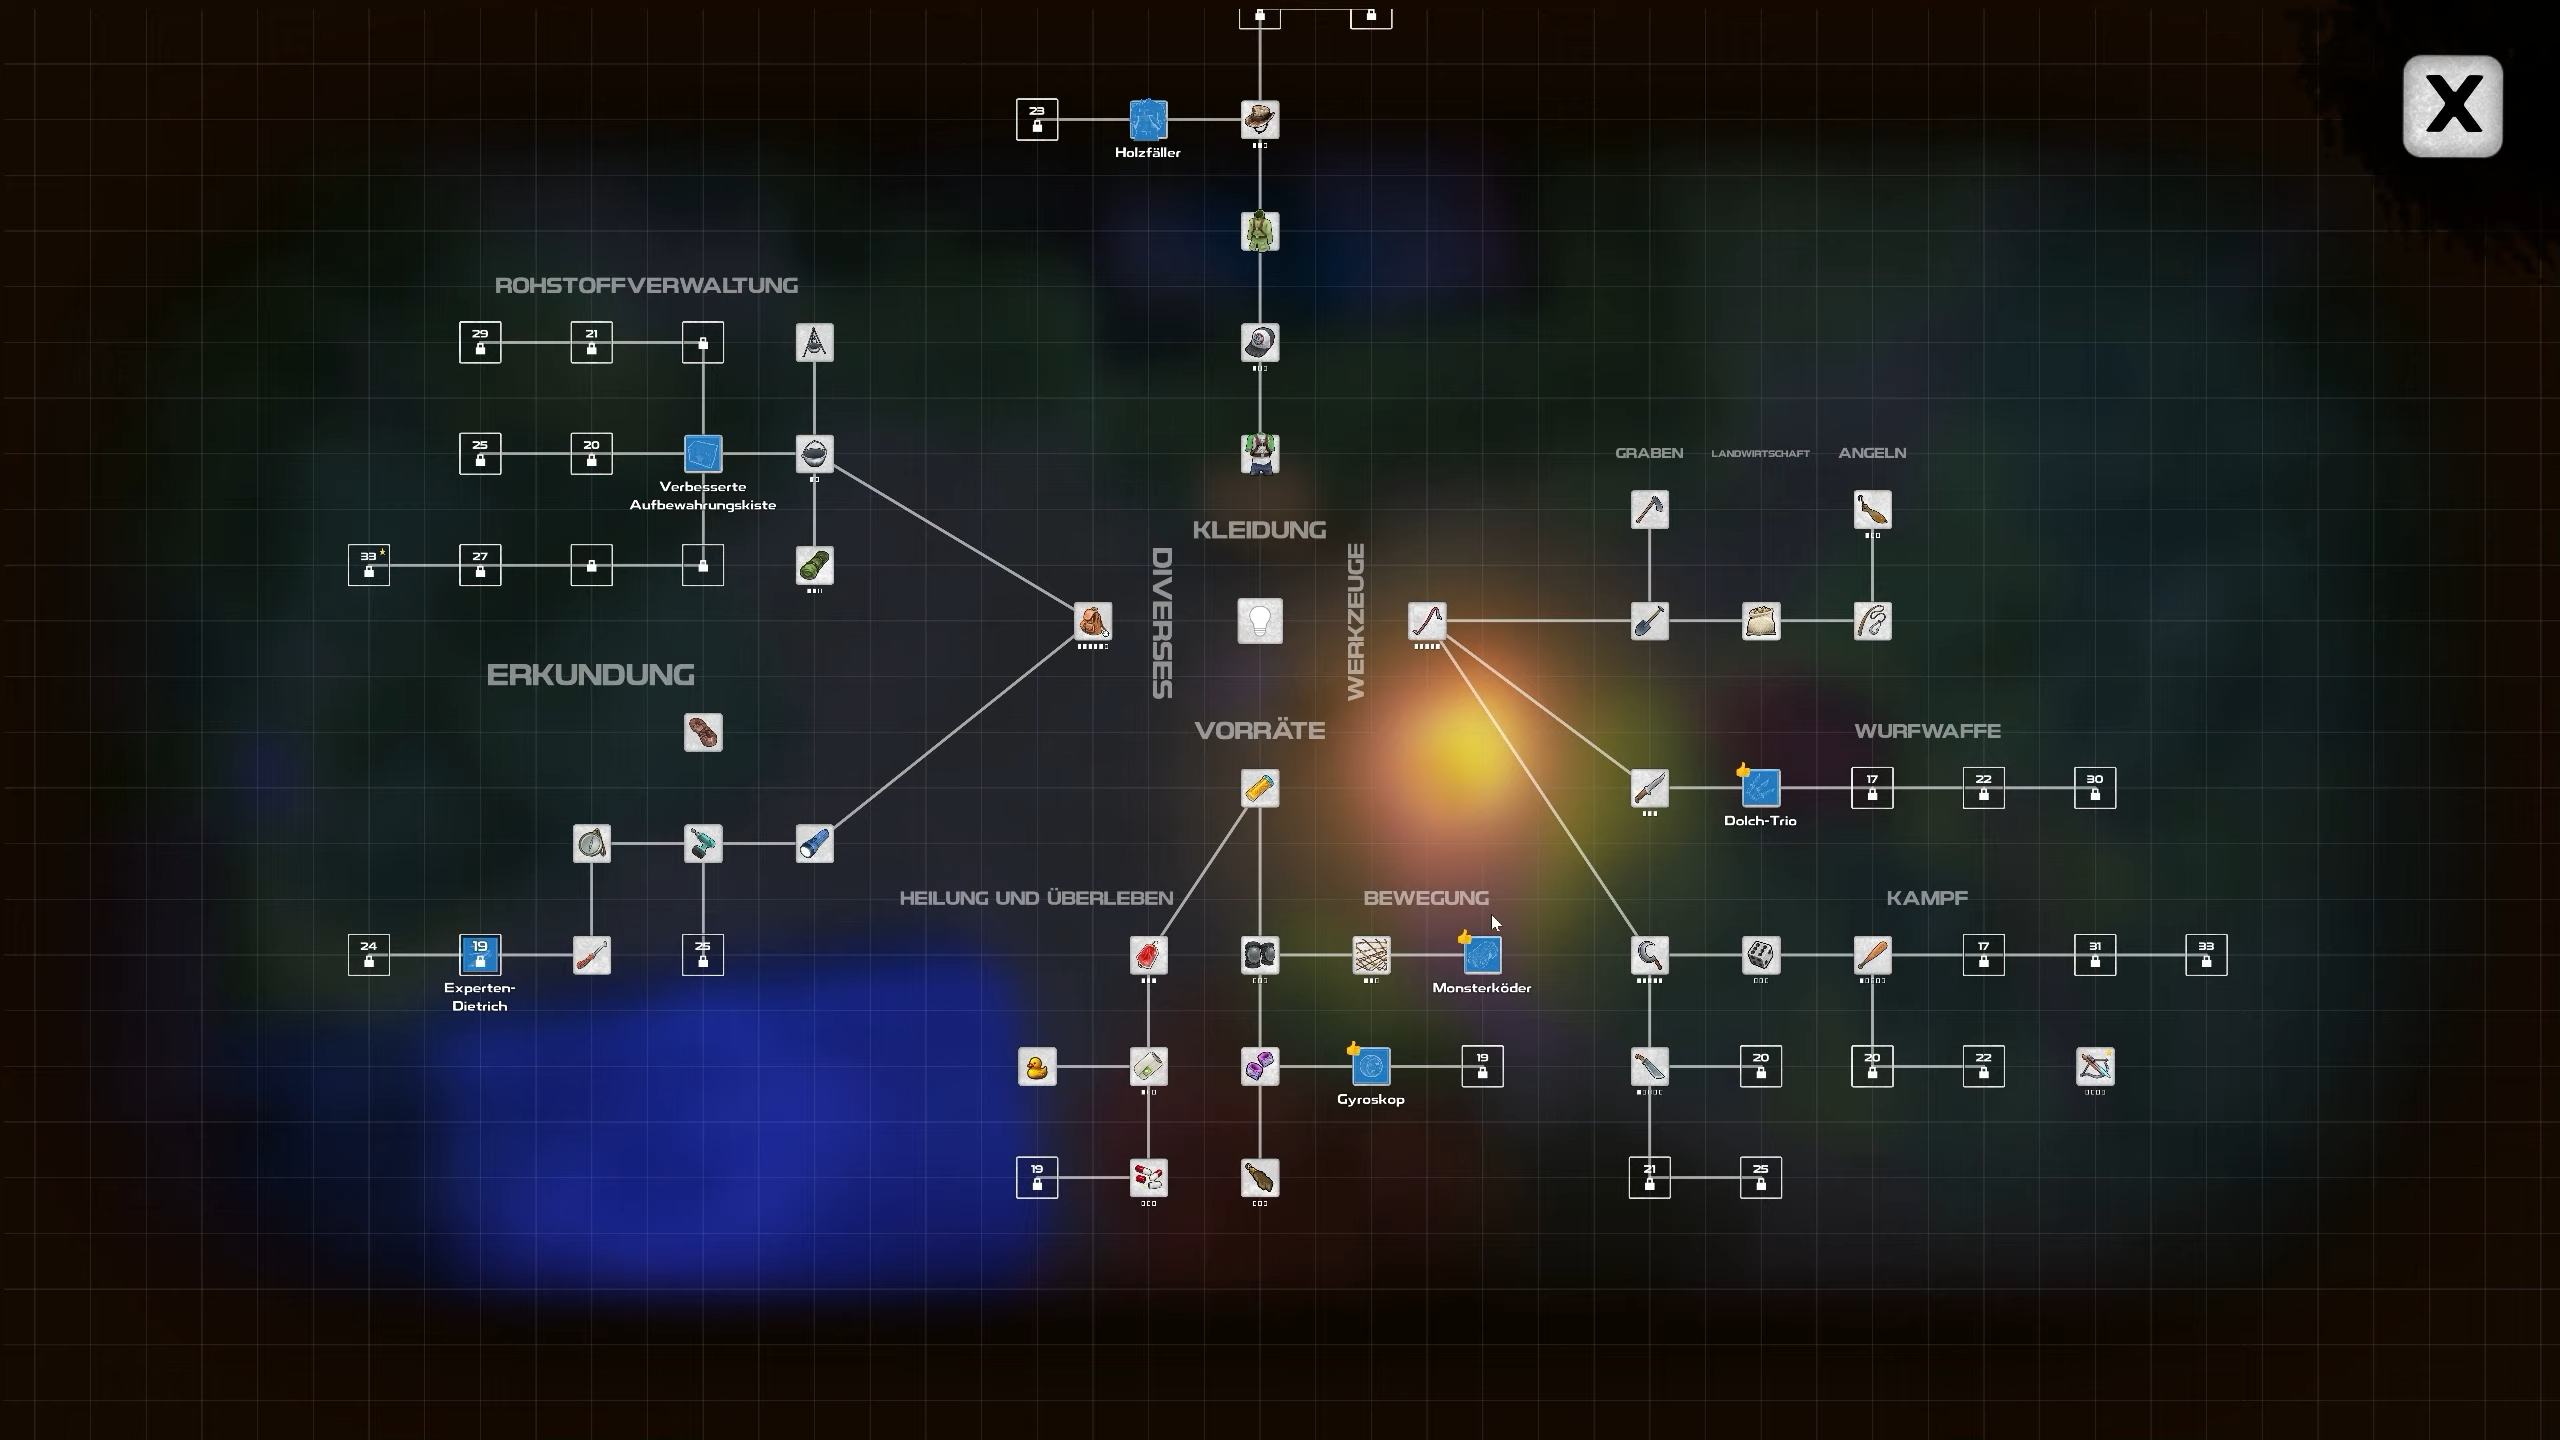 X
23
Holzfäller
ROHSTOFFVERWALTUNG
29
21
25
20
Verbesserte
Aufbewahrungskiste
33
27
GRABEN
LANDWIRTSCHAFT
ANGELN
KLEIDUNG
DIVERSES
WERKZEUGE
VORRÄTE
ERKUNDUNG
WURFWAFFE
17
22
30
Dolch-Trio
HEILUNG UND ÜBERLEBEN
BEWEGUNG
KAMPF
24
19
25
Experten-
Dietrich
Monsterköder
17
31
33
19
Gyroskop
20
20
22
19
21
25